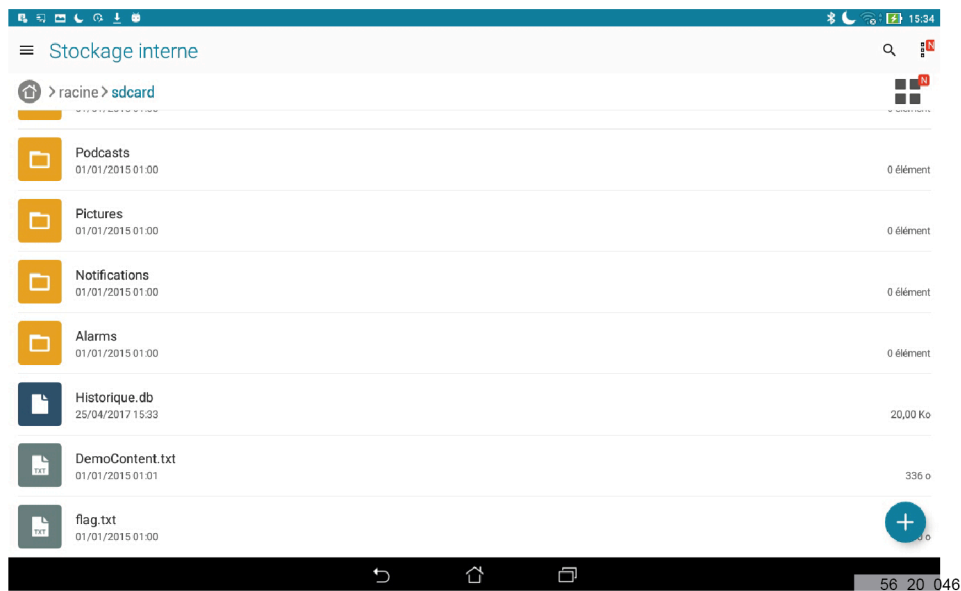 15:34
Stockage interne
N
> racine > sdcard
N
Podcasts
01/01/2015 01:00
0 élément
Pictures
01/01/2015 01:00
0 élément
Notifications
01/01/2015 01:00
0 élément
Alarms
01/01/2015 01:00
0 élément
Historique.db
25/04/2017 15:33
20,00 Ko
TXT
DemoContent.txt
01/01/2015 01:01
336 o
TXT
flag.txt
01/01/2015 01:00
56_20_046